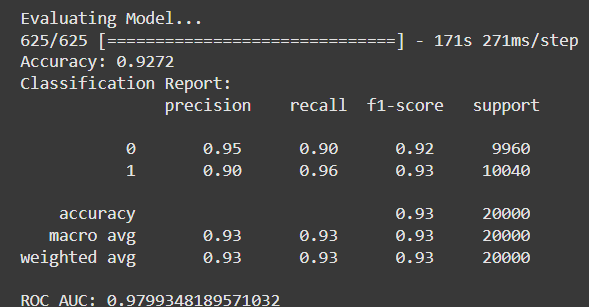 Evaluating Model...
625/625 [==============================] - 171s 271ms/step
Accuracy: 0.9272
Classification Report:
precision recall f1-score support
0 0.95 0.90 0.92 9960
1 0.90 0.96 0.93 10040
accuracy 0.93 20000
macro avg 0.93 0.93 0.93 20000
weighted avg 0.93 0.93 0.93 20000
ROC AUC: 0.9799348189571032